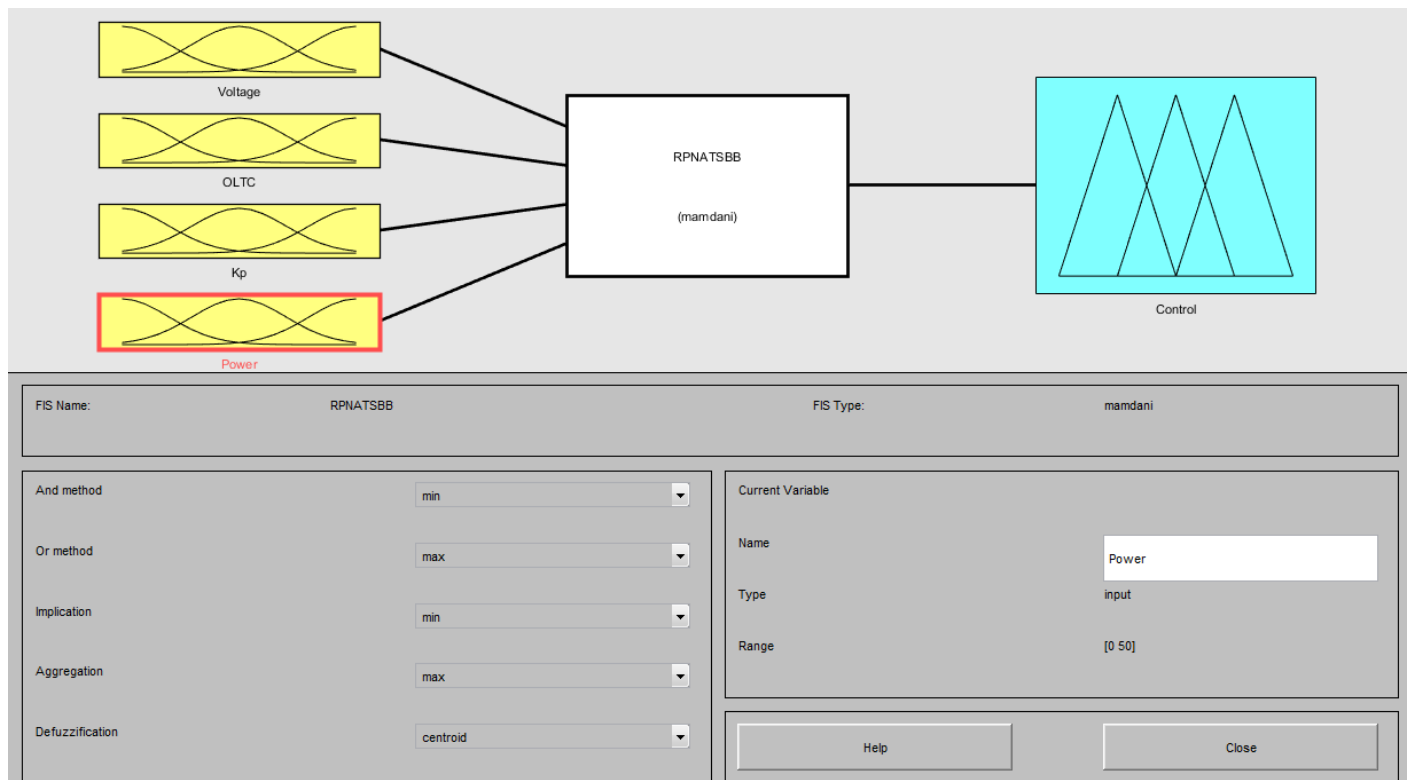 Voltage
OLTC
Kp
Power
RPNATSBB
(mamdani)
Control
FIS Name: RPNATSBB FIS Type: mamdani
And method min
Or method max
Implication min
Aggregation max
Defuzzification centroid
Current Variable
Name Power
Type input
Range [0 50]
Help Close